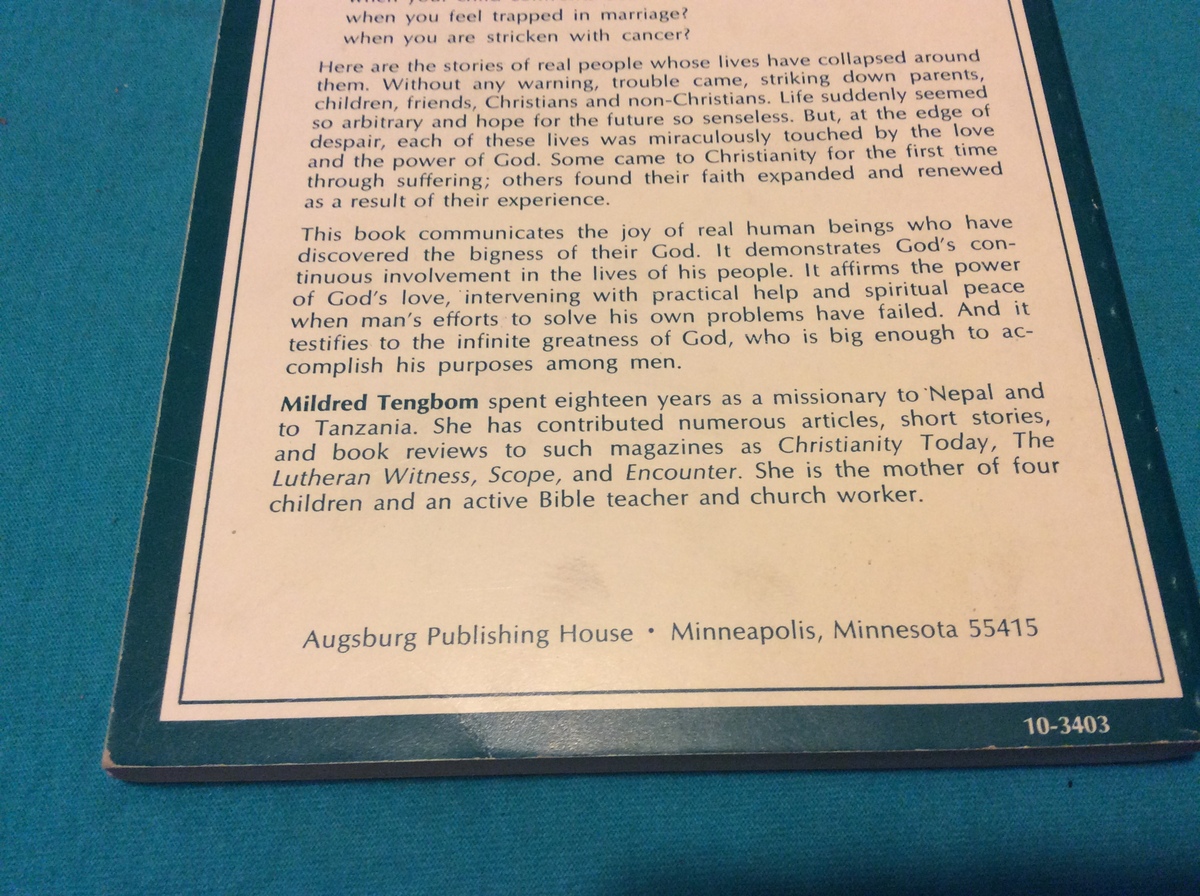 when you feel trapped in marriage?
when you are stricken with cancer?
Here are the stories of real people whose lives have collapsed around
them. Without any warning, trouble came, striking down parents,
children, friends, Christians and non-Christians. Life suddenly seemed
so arbitrary and hope for the future so senseless. But, at the edge of
despair, each of these lives was miraculously touched by the love
and the power of God. Some came to Christianity for the first time
through suffering; others found their faith expanded and renewed
as a result of their experience.
This book communicates the joy of real human beings who have
discovered the bigness of their God. It demonstrates God's con-
tinuous involvement in the lives of his people. It affirms the power
of God's love, intervening with practical help and spiritual peace
when man's efforts to solve his own problems have failed. And it
testifies to the infinite greatness of God, who is big enough to ac-
complish his purposes among men.
Mildred Tengbom spent eighteen years as a missionary to Nepal and
to Tanzania. She has contributed numerous articles, short stories,
and book reviews to such magazines as Christianity Today, The
Lutheran Witness, Scope, and Encounter. She is the mother of four
children and an active Bible teacher and church worker.
Augsburg Publishing House • Minneapolis, Minnesota 55415
10-3403